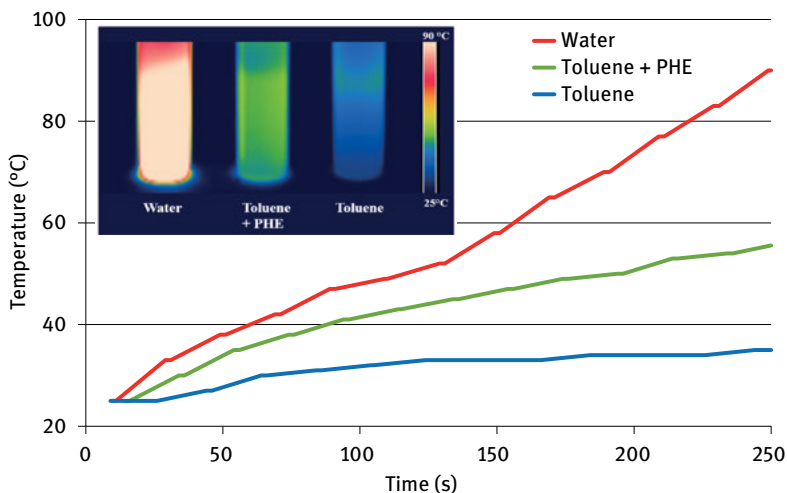 100
80
60
40
20
Temperature (°C)
0
50
100
150
200
250
Time (s)
Water
Toluene + PHE
Toluene
90 °C
25°C
Water
Toluene
+ PHE
Toluene